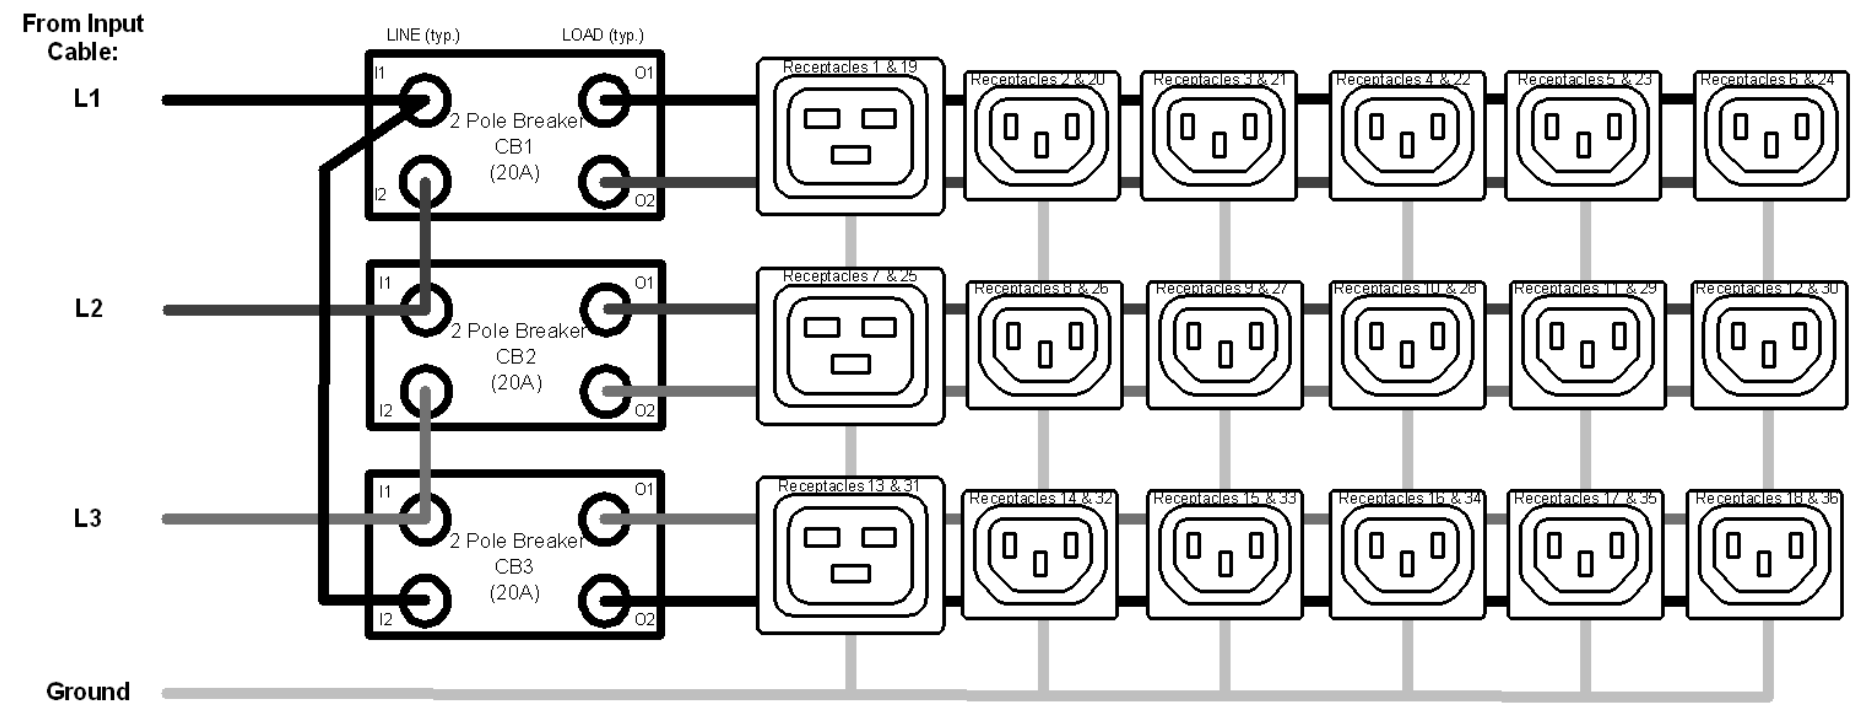 From Input
Cable:
LINE (typ.)
LOAD (typ.)
L1
I1
O1
2 Pole Breaker
CB1
(20A)
I2
O2
Receptacles 1 & 19
Receptacles 2 & 20
Receptacles 3 & 21
Receptacles 4 & 22
Receptacles 5 & 23
Receptacles 6 & 24
L2
I1
O1
2 Pole Breaker
CB2
(20A)
I2
O2
Receptacles 7 & 25
Receptacles 8 & 26
Receptacles 9 & 27
Receptacles 10 & 28
Receptacles 11 & 29
Receptacles 12 & 30
L3
I1
O1
2 Pole Breaker
CB3
(20A)
I2
O2
Receptacles 13 & 31
Receptacles 14 & 32
Receptacles 15 & 33
Receptacles 16 & 34
Receptacles 17 & 35
Receptacles 18 & 36
Ground